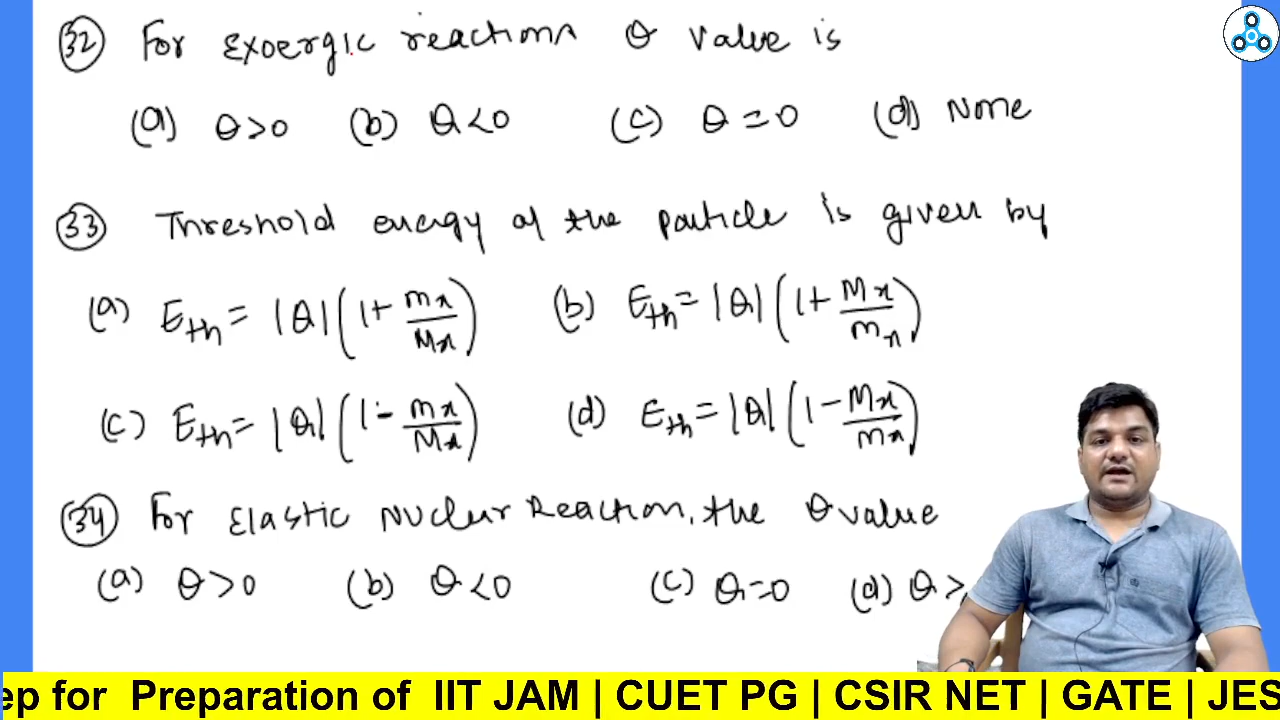 (32) For Exoergic reactions Q value is
(a) Q>0 (b) Q<0 (c) Q=0 (d) None
(33) Threshold energy of the particle is given by
(a) Eth = |Q| (1 + mx/Mx) (b) Eth = |Q| (1 + Mx/mx)
(c) Eth = |Q| (1 - mx/Mx) (d) Eth = |Q| (1 - Mx/mx)
(34) For Elastic Nuclur Reaction, the Q value
(a) Q>0 (b) Q<0 (c) Q=0 (d) Q>
ep for Preparation of IIT JAM | CUET PG | CSIR NET | GATE | JES